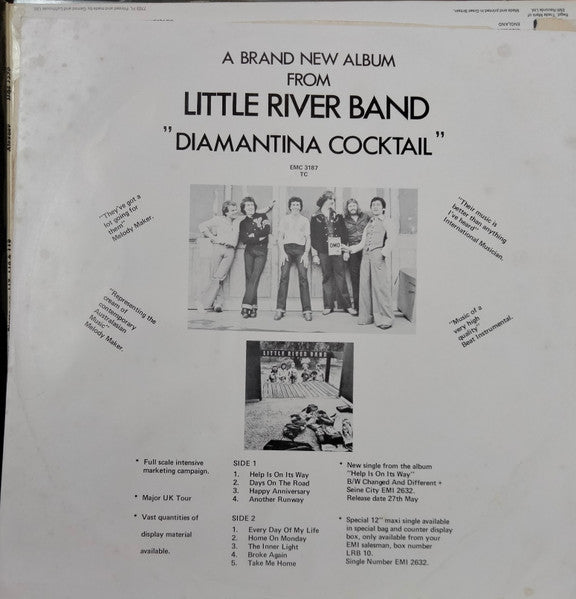 A BRAND NEW ALBUM
FROM
LITTLE RIVER BAND
"DIAMANTINA COCKTAIL"
EMC 3187
TC
"They've got a
lot going for
them"
Melody Maker.
"Their music is
better than anything
I've heard"
International Musician.
"Representing the
cream of
contemporary
Australasian
Music"
Melody Maker.
"Music of a
very high
quality"
Beat Instrumental.
LITTLE RIVER BAND
* Full scale intensive
marketing campaign.
* Major UK Tour
* Vast quantities of
display material
available.
SIDE 1
1. Help Is On Its Way
2. Days On The Road
3. Happy Anniversary
4. Another Runway
SIDE 2
1. Every Day Of My Life
2. Home On Monday
3. The Inner Light
4. Broke Again
5. Take Me Home
* New single from the album
"Help Is On Its Way"
B/W Changed And Different +
Seine City EMI 2632.
Release date 27th May
* Special 12" maxi single available
in special bag and counter display
box, only available from your
EMI salesman, box number
LRB 10.
Single Number EMI 2632.